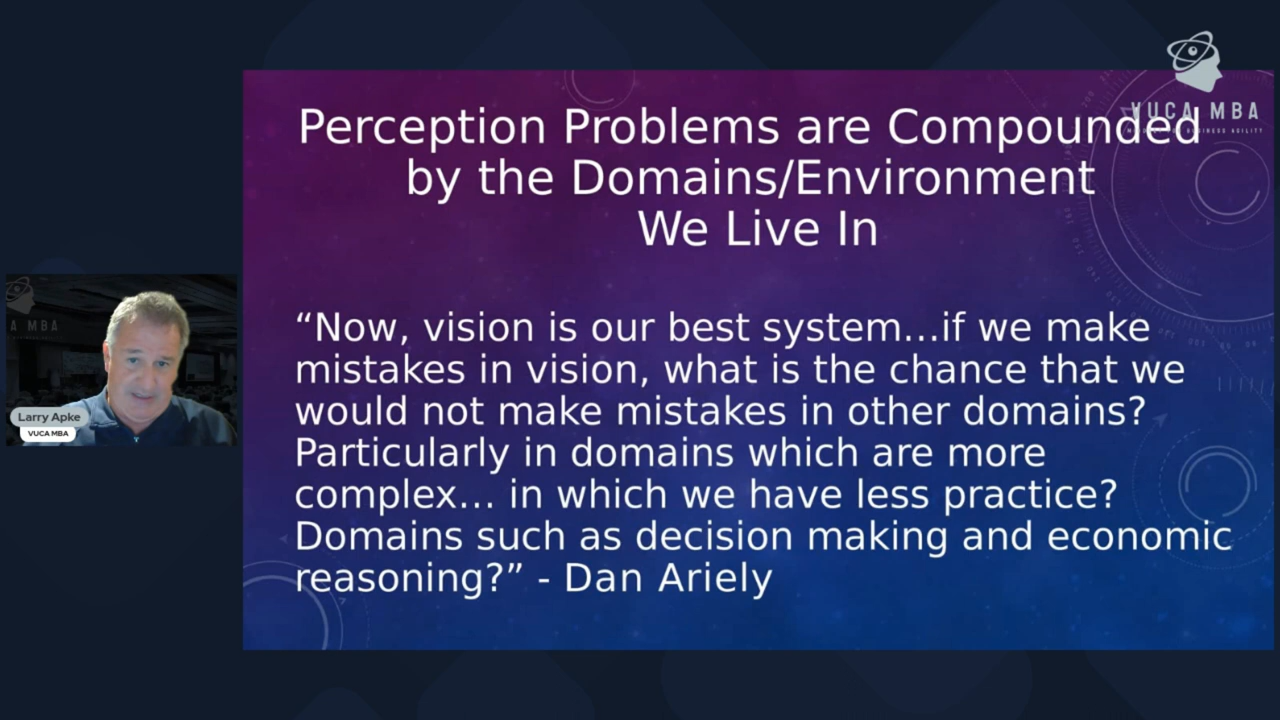 VUCA MBA
Perception Problems are Compounded
by the Domains/Environment
We Live In
“Now, vision is our best system...if we make
mistakes in vision, what is the chance that we
would not make mistakes in other domains?
Particularly in domains which are more
complex... in which we have less practice?
Domains such as decision making and economic
reasoning?” - Dan Ariely
A MBA
Larry Apke
VUCA MBA